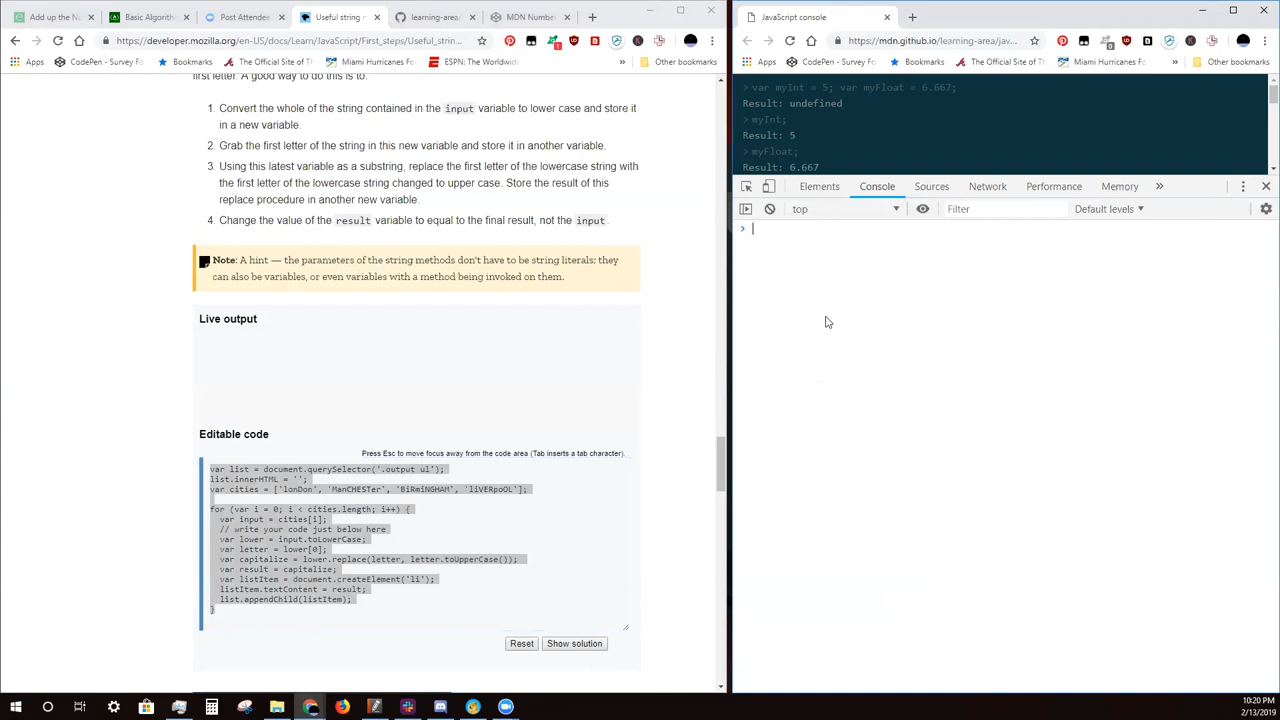 Add up the Nu
Basic Algorithm
Post Attendee
Useful string m
learning-area/
MDN Number
https://developer.mozilla.org/en-US/docs/Learn/JavaScript/First_steps/Useful_strin...
Apps
CodePen - Survey Fo
Bookmarks
The Official Site of T
Miami Hurricanes F
ESPN: The Worldwide
»
Other bookmarks
first letter. A good way to do this is to:
1. Convert the whole of the string contained in the input variable to lower case and store it
in a new variable.
2. Grab the first letter of the string in this new variable and store it in another variable.
3. Using this latest variable as a substring, replace the first letter of the lowercase string with
the first letter of the lowercase string changed to upper case. Store the result of this
replace procedure in another new variable.
4. Change the value of the result variable to equal to the final result, not the input.
Note: A hint — the parameters of the string methods don't have to be string literals; they
can also be variables, or even variables with a method being invoked on them.
Live output
Editable code
Press Esc to move focus away from the code area (Tab inserts a tab character).
var list = document.querySelector('.output ul');
list.innerHTML = '';
var cities = ['lonDon', 'ManCHESTer', 'BiRmiNGHAM', 'liVERpoOL'];
for (var i = 0; i < cities.length; i++) {
var input = cities[i];
// write your code just below here
var lower = input.toLowerCase;
var letter = lower[0];
var capitalize = lower.replace(letter, letter.toUpperCase());
var result = capitalize;
var listItem = document.createElement('li');
listItem.textContent = result;
list.appendChild(listItem);
}
Reset
Show solution
JavaScript console
https://mdn.github.io/learning-area/jav...
Apps
CodePen - Survey Fo
Bookmarks
The Official Site of T
Miami Hurricanes F
»
Other bookmarks
> var myInt = 5; var myFloat = 6.667;
Result: undefined
> myInt;
Result: 5
> myFloat;
Result: 6.667
Elements
Console
Sources
Network
Performance
Memory
»
top
Filter
Default levels
>
10:20 PM
2/13/2019